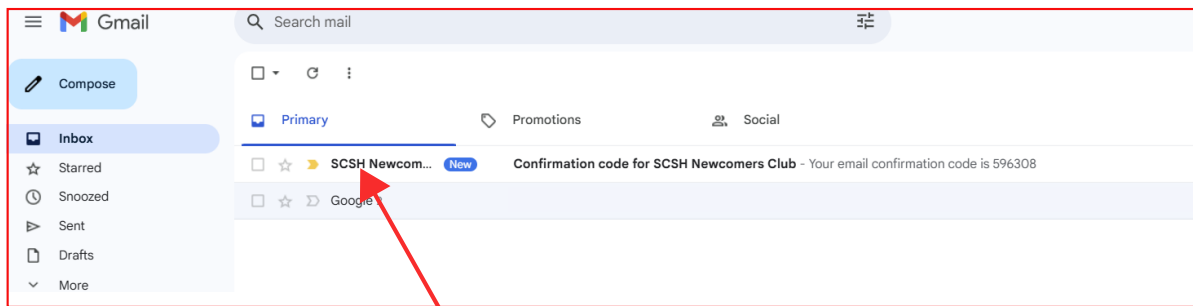 Gmail
Search mail
Compose
Primary
Promotions
Social
Inbox
SCSH Newcom... New Confirmation code for SCSH Newcomers Club - Your email confirmation code is 596308
Starred
Google 2
Snoozed
Sent
Drafts
More